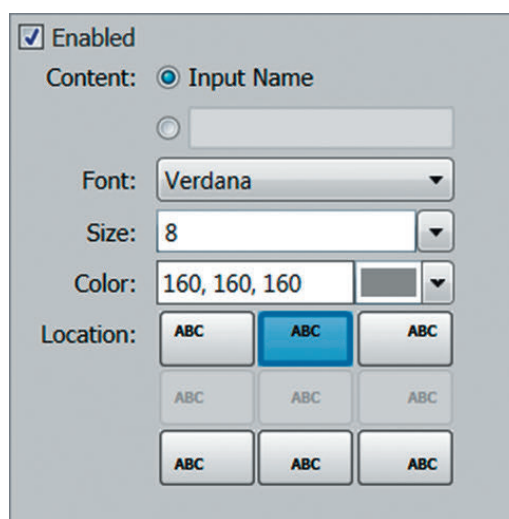 Enabled
Content: Input Name
Font: Verdana
Size: 8
Color: 160, 160, 160
Location: ABC ABC ABC
ABC ABC ABC
ABC ABC ABC